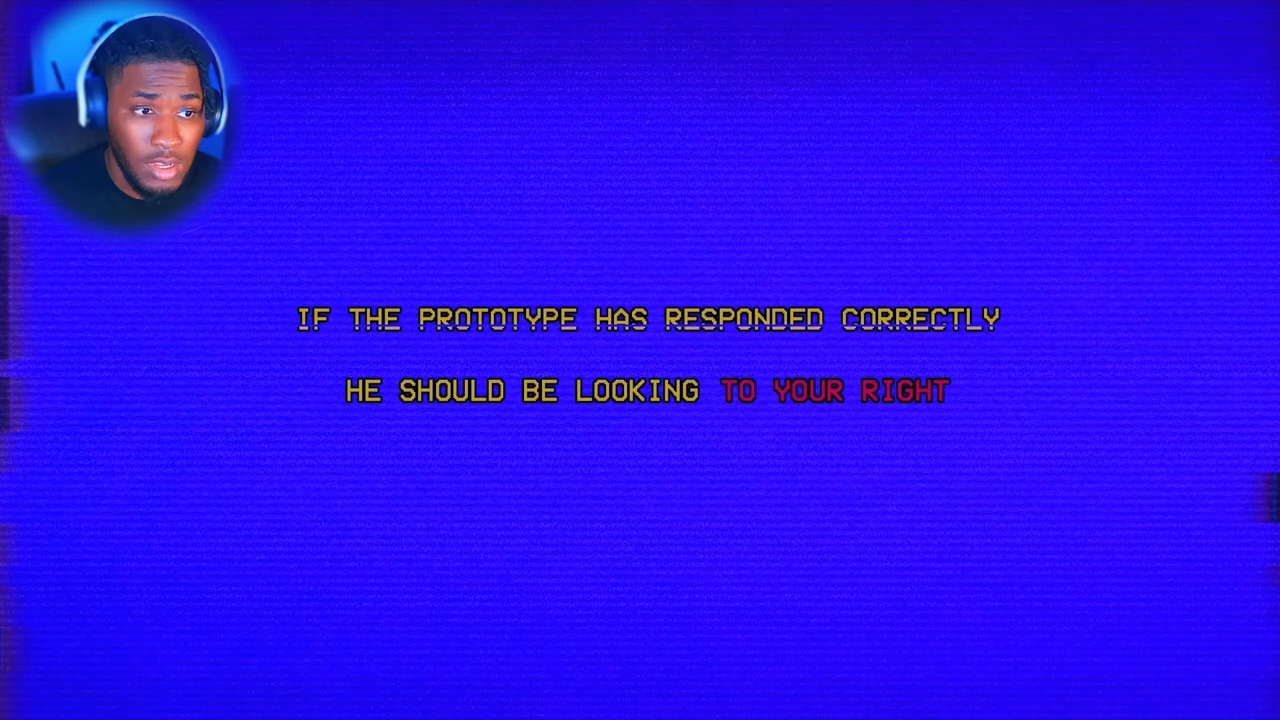 IF THE PROTOTYPE HAS RESPONDED CORRECTLY
HE SHOULD BE LOOKING TO YOUR RIGHT